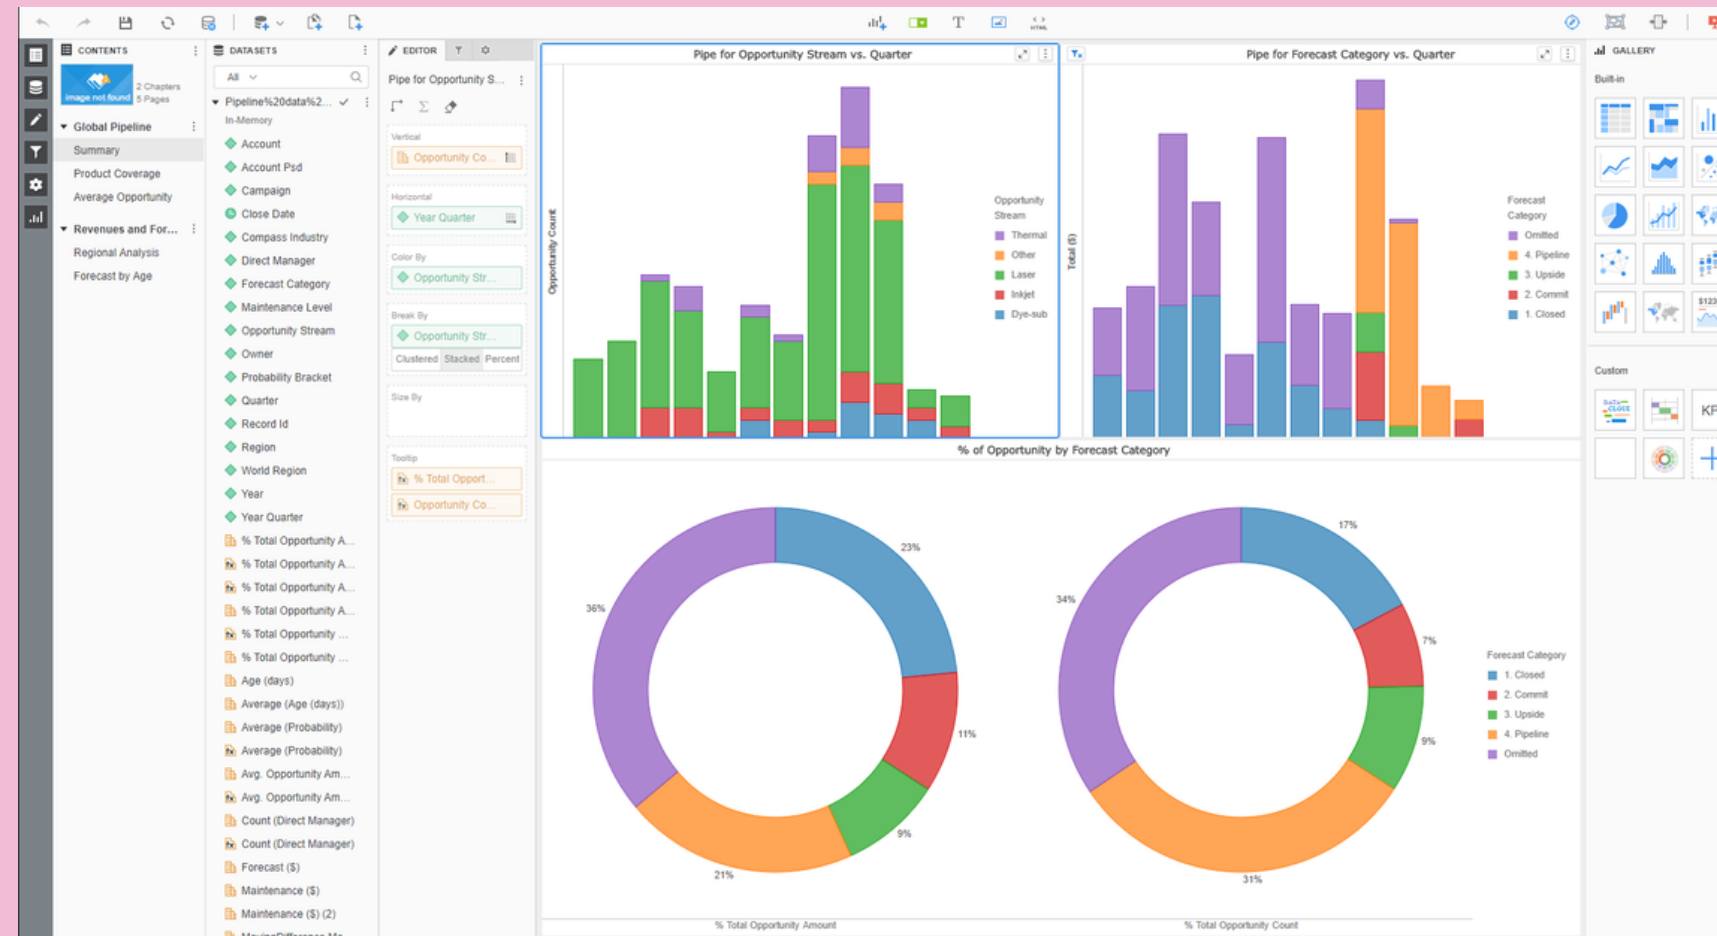 HTML
CONTENTS
image not found
2 Chapters
5 Pages
Global Pipeline
Summary
Product Coverage
Average Opportunity
Revenues and For...
Regional Analysis
Forecast by Age
DATASETS
All
Pipeline%20data%2...
In-Memory
Account
Account Psd
Campaign
Close Date
Compass Industry
Direct Manager
Forecast Category
Maintenance Level
Opportunity Stream
Owner
Probability Bracket
Quarter
Record Id
Region
World Region
Year
Year Quarter
% Total Opportunity A...
% Total Opportunity A...
% Total Opportunity A...
% Total Opportunity A...
% Total Opportunity ...
% Total Opportunity ...
Age (days)
Average (Age (days))
Average (Probability)
Average (Probability)
Avg. Opportunity Am...
Avg. Opportunity Am...
Count (Direct Manager)
Count (Direct Manager)
Forecast ($)
Maintenance ($)
Maintenance ($) (2)
EDITOR
Pipe for Opportunity S...
Vertical
Opportunity Co...
Horizontal
Year Quarter
Color By
Opportunity Str...
Break By
Opportunity Str...
Clustered Stacked Percent
Size By
Tooltip
% Total Opport...
Opportunity Co...
Pipe for Opportunity Stream vs. Quarter
Opportunity Count
Opportunity
Stream
Thermal
Other
Laser
Inkjet
Dye-sub
Pipe for Forecast Category vs. Quarter
Total ($)
Forecast
Category
Omitted
4. Pipeline
3. Upside
2. Commit
1. Closed
% of Opportunity by Forecast Category
23%
11%
9%
21%
36%
% Total Opportunity Amount
17%
7%
9%
31%
34%
% Total Opportunity Count
Forecast Category
1. Closed
2. Commit
3. Upside
4. Pipeline
Omitted
GALLERY
Built-in
$123
Custom